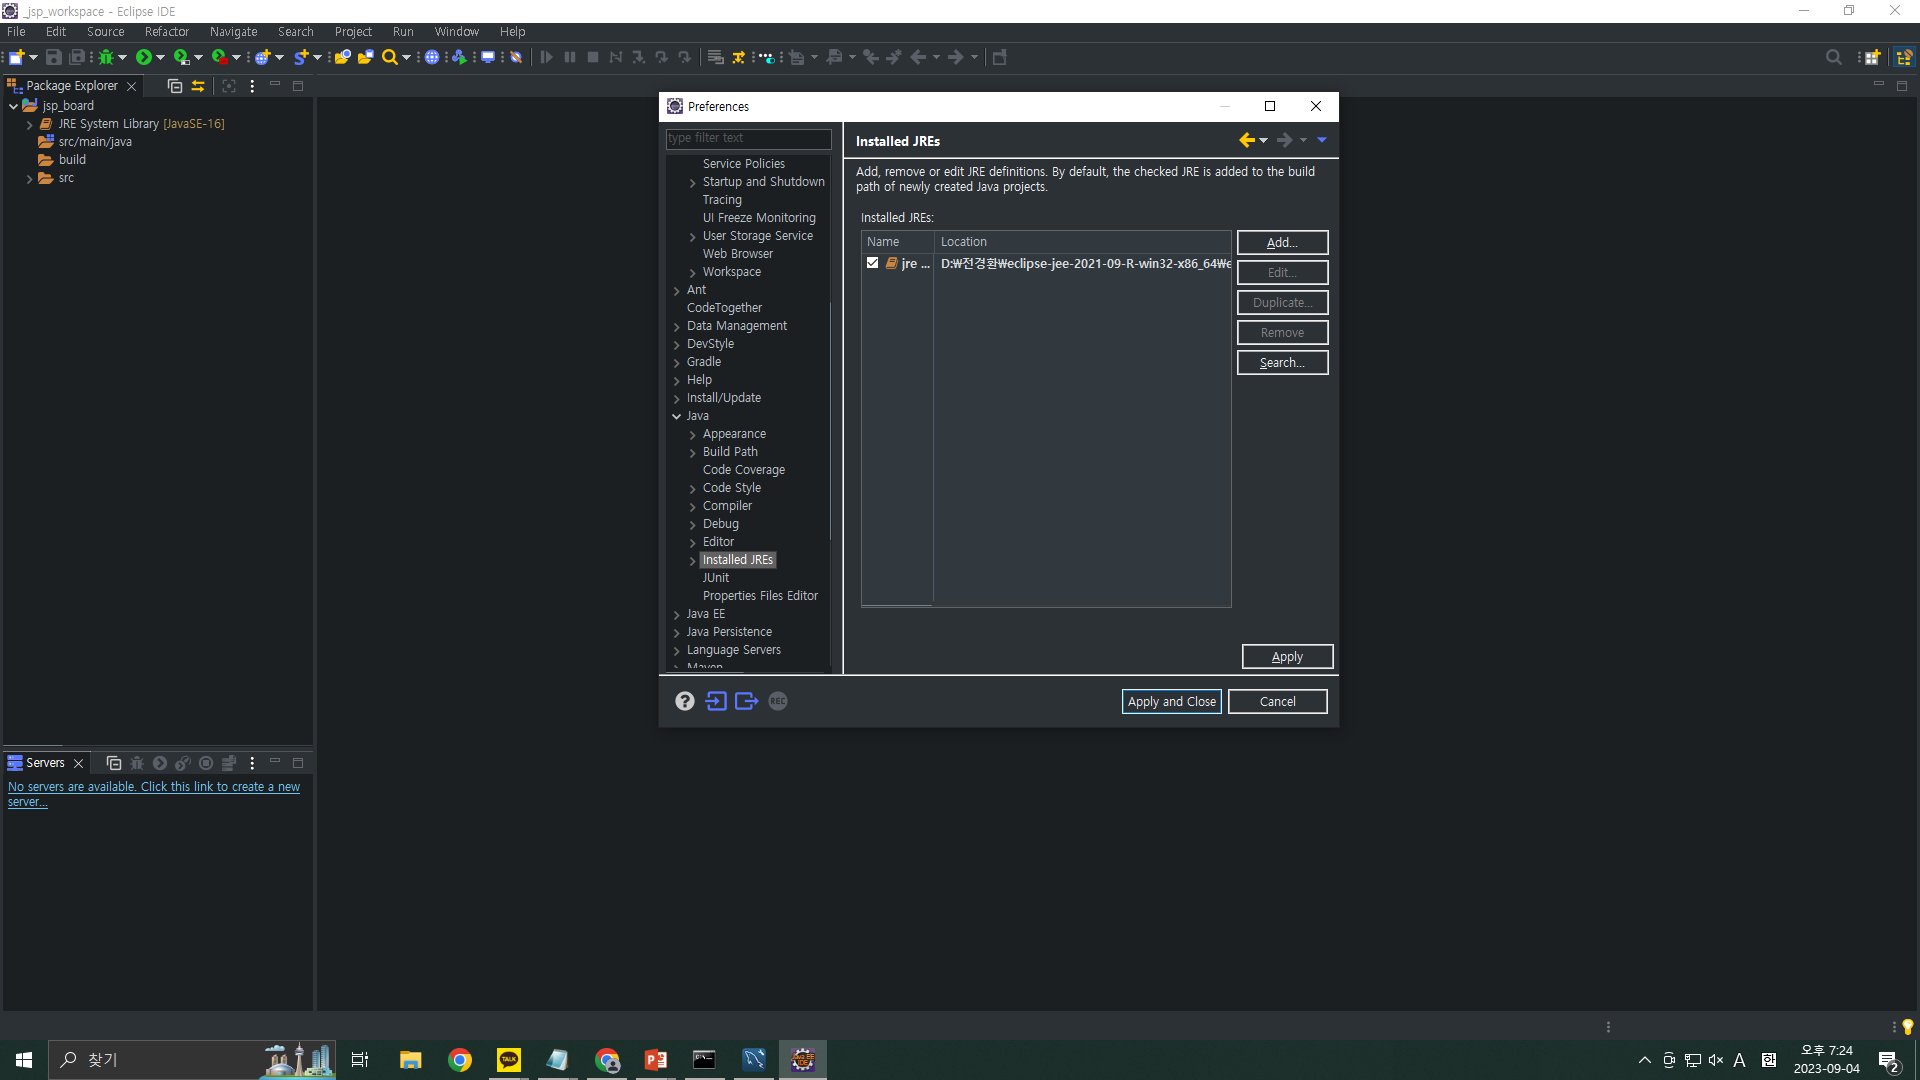 _jsp_workspace - Eclipse IDE
File Edit Source Refactor Navigate Search Project Run Window Help
Package Explorer
jsp_board
JRE System Library [JavaSE-16]
src/main/java
build
src
Servers
No servers are available. Click this link to create a new
server...
Preferences
type filter text
Service Policies
Startup and Shutdown
Tracing
UI Freeze Monitoring
User Storage Service
Web Browser
Workspace
Ant
CodeTogether
Data Management
DevStyle
Gradle
Help
Install/Update
Java
Appearance
Build Path
Code Coverage
Code Style
Compiler
Debug
Editor
Installed JREs
JUnit
Properties Files Editor
Java EE
Java Persistence
Language Servers
Maven
Installed JREs
Add, remove or edit JRE definitions. By default, the checked JRE is added to the build
path of newly created Java projects.
Installed JREs:
Name Location
jre ... D:₩전경환₩eclipse-jee-2021-09-R-win32-x86_64₩e
Add...
Edit...
Duplicate...
Remove
Search...
Apply
REC
Apply and Close Cancel
찾기
TALK
A
한
오후 7:24
2023-09-04
2